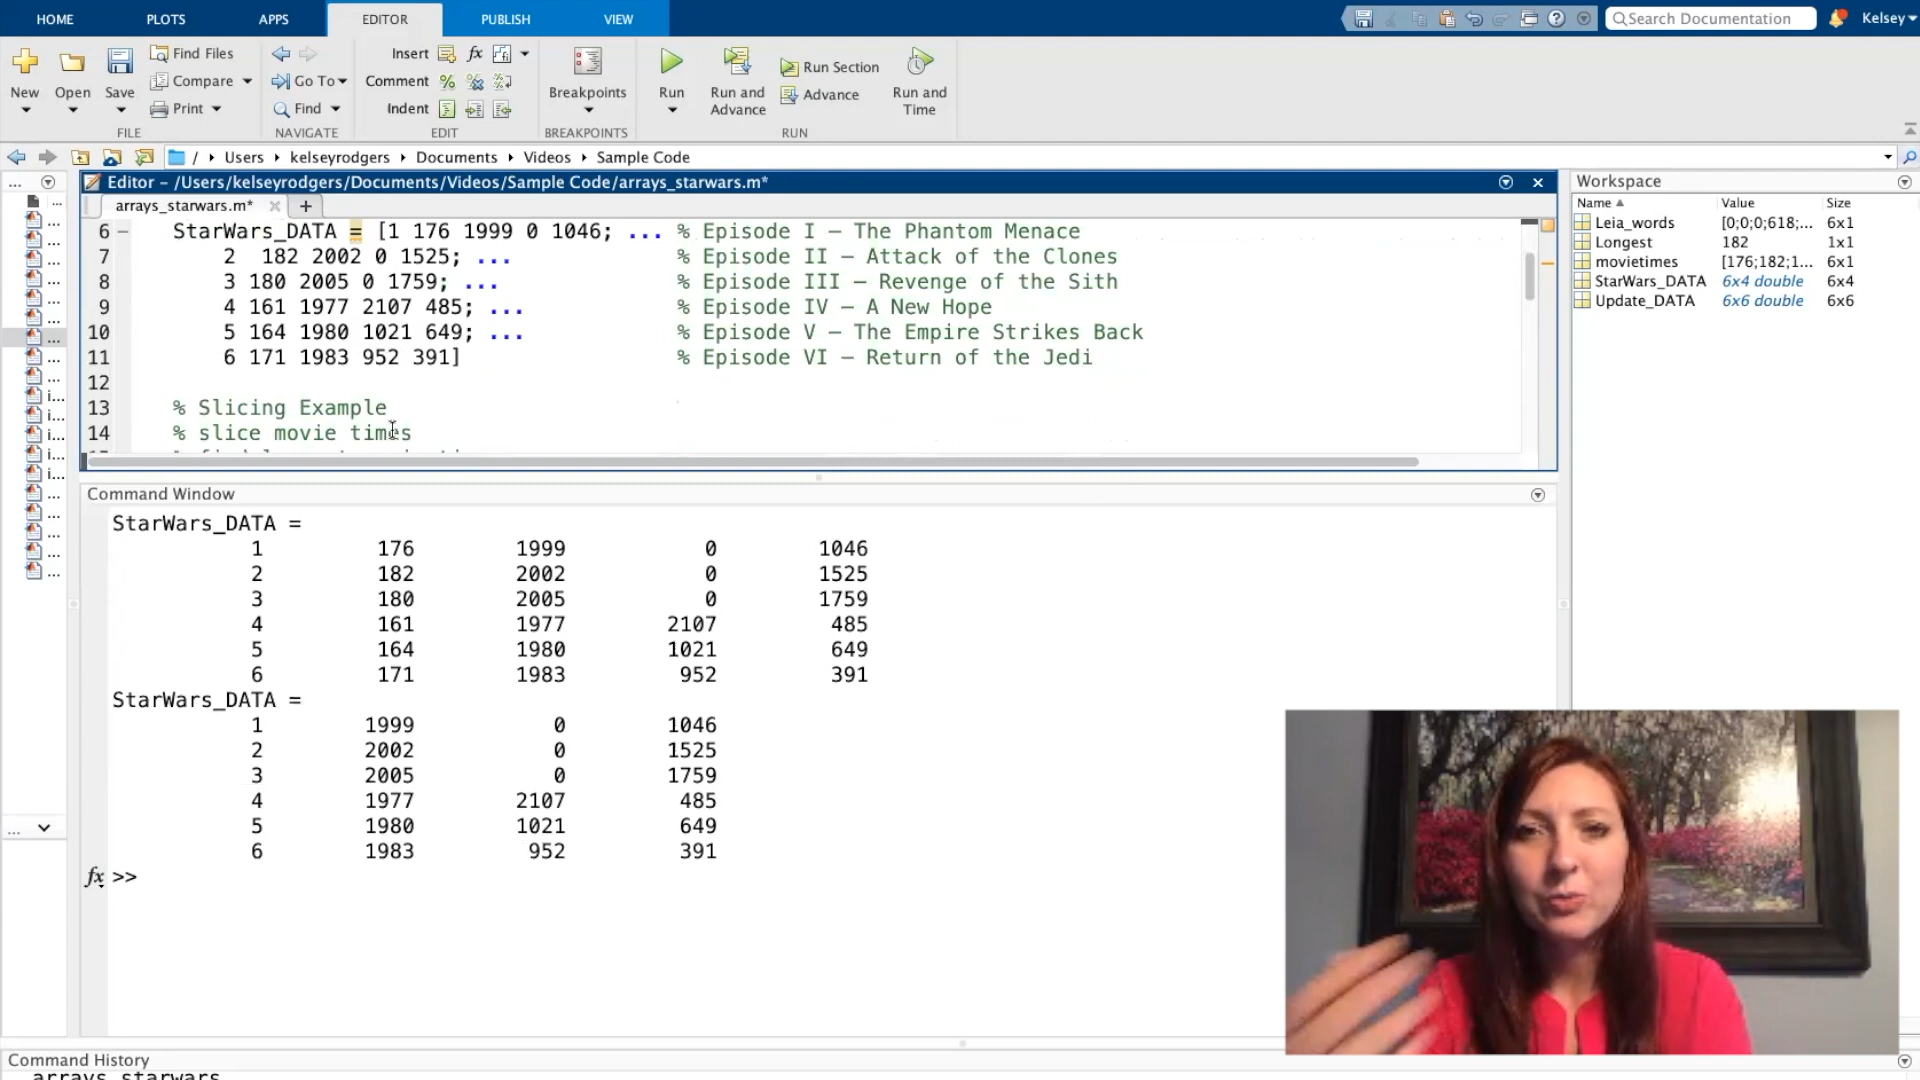 HOME PLOTS APPS EDITOR PUBLISH VIEW
Search Documentation
Kelsey
New
Open
Save
Find Files
Compare
Print
FILE
Go To
Find
NAVIGATE
Insert fx
Comment
Indent
EDIT
Breakpoints
BREAKPOINTS
Run
Run and
Advance
Run Section
Advance
Run and
Time
RUN
/ Users kelseyrodgers Documents Videos Sample Code
Editor – /Users/kelseyrodgers/Documents/Videos/Sample Code/arrays_starwars.m*
arrays_starwars.m* × +
6 – StarWars_DATA = [1 176 1999 0 1046; ... % Episode I – The Phantom Menace
7 2 182 2002 0 1525; ... % Episode II – Attack of the Clones
8 3 180 2005 0 1759; ... % Episode III – Revenge of the Sith
9 4 161 1977 2107 485; ... % Episode IV – A New Hope
10 5 164 1980 1021 649; ... % Episode V – The Empire Strikes Back
11 6 171 1983 952 391] % Episode VI – Return of the Jedi
12
13 % Slicing Example
14 % slice movie times
Workspace
Name Value Size
Leia_words [0;0;0;618;... 6x1
Longest 182 1x1
movietimes [176;182;1... 6x1
StarWars_DATA 6x4 double 6x4
Update_DATA 6x6 double 6x6
Command Window
StarWars_DATA =
1 176 1999 0 1046
2 182 2002 0 1525
3 180 2005 0 1759
4 161 1977 2107 485
5 164 1980 1021 649
6 171 1983 952 391
StarWars_DATA =
1 1999 0 1046
2 2002 0 1525
3 2005 0 1759
4 1977 2107 485
5 1980 1021 649
6 1983 952 391
fx >>
Command History
arrays_starwars